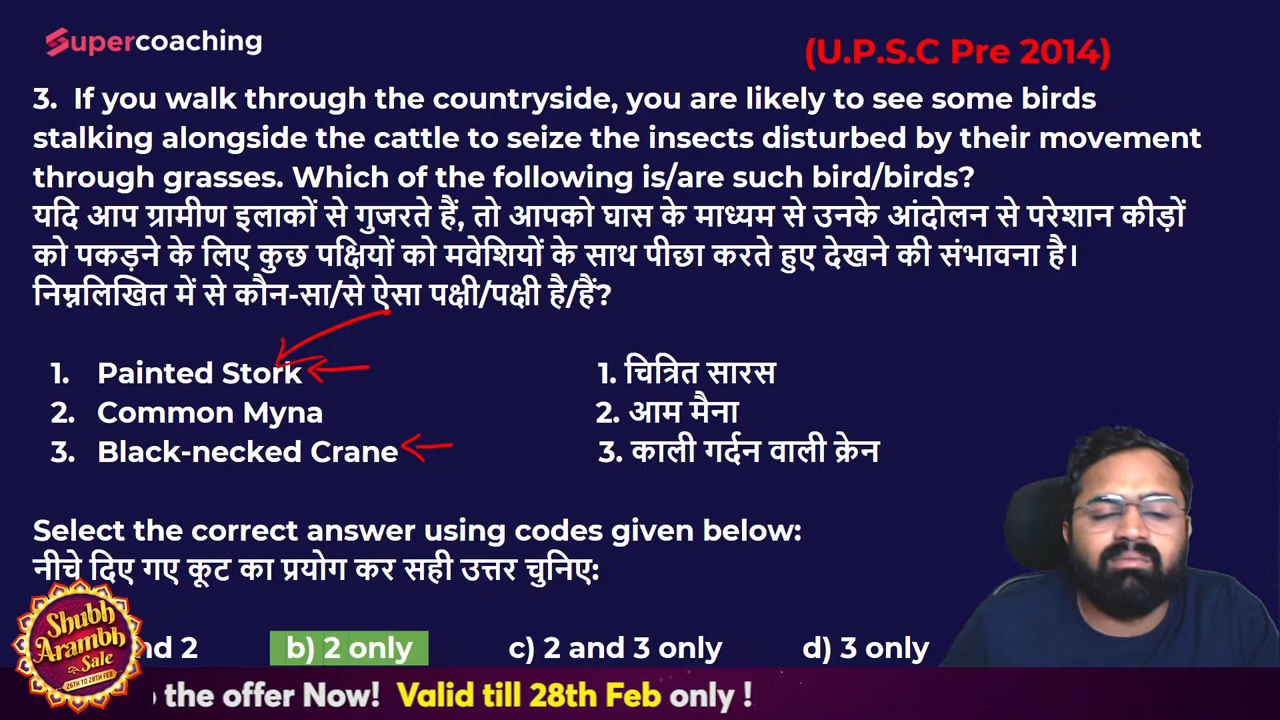 Supercoaching
(U.P.S.C Pre 2014)
3. If you walk through the countryside, you are likely to see some birds
stalking alongside the cattle to seize the insects disturbed by their movement
through grasses. Which of the following is/are such bird/birds?
यदि आप ग्रामीण इलाकों से गुजरते हैं, तो आपको घास के माध्यम से उनके आंदोलन से परेशान कीड़ों
को पकड़ने के लिए कुछ पक्षियों को मवेशियों के साथ पीछा करते हुए देखने की संभावना है।
निम्नलिखित में से कौन-सा/से ऐसा पक्षी/पक्षी है/हैं?
1. Painted Stork
2. Common Myna
3. Black-necked Crane
1. चित्रित सारस
2. आम मैना
3. काली गर्दन वाली क्रेन
Select the correct answer using codes given below:
नीचे दिए गए कूट का प्रयोग कर सही उत्तर चुनिए:
nd 2
b) 2 only
c) 2 and 3 only
d) 3 only
Shubh
Arambh
Sale
26TH TO 28TH FEB
the offer Now! Valid till 28th Feb only !